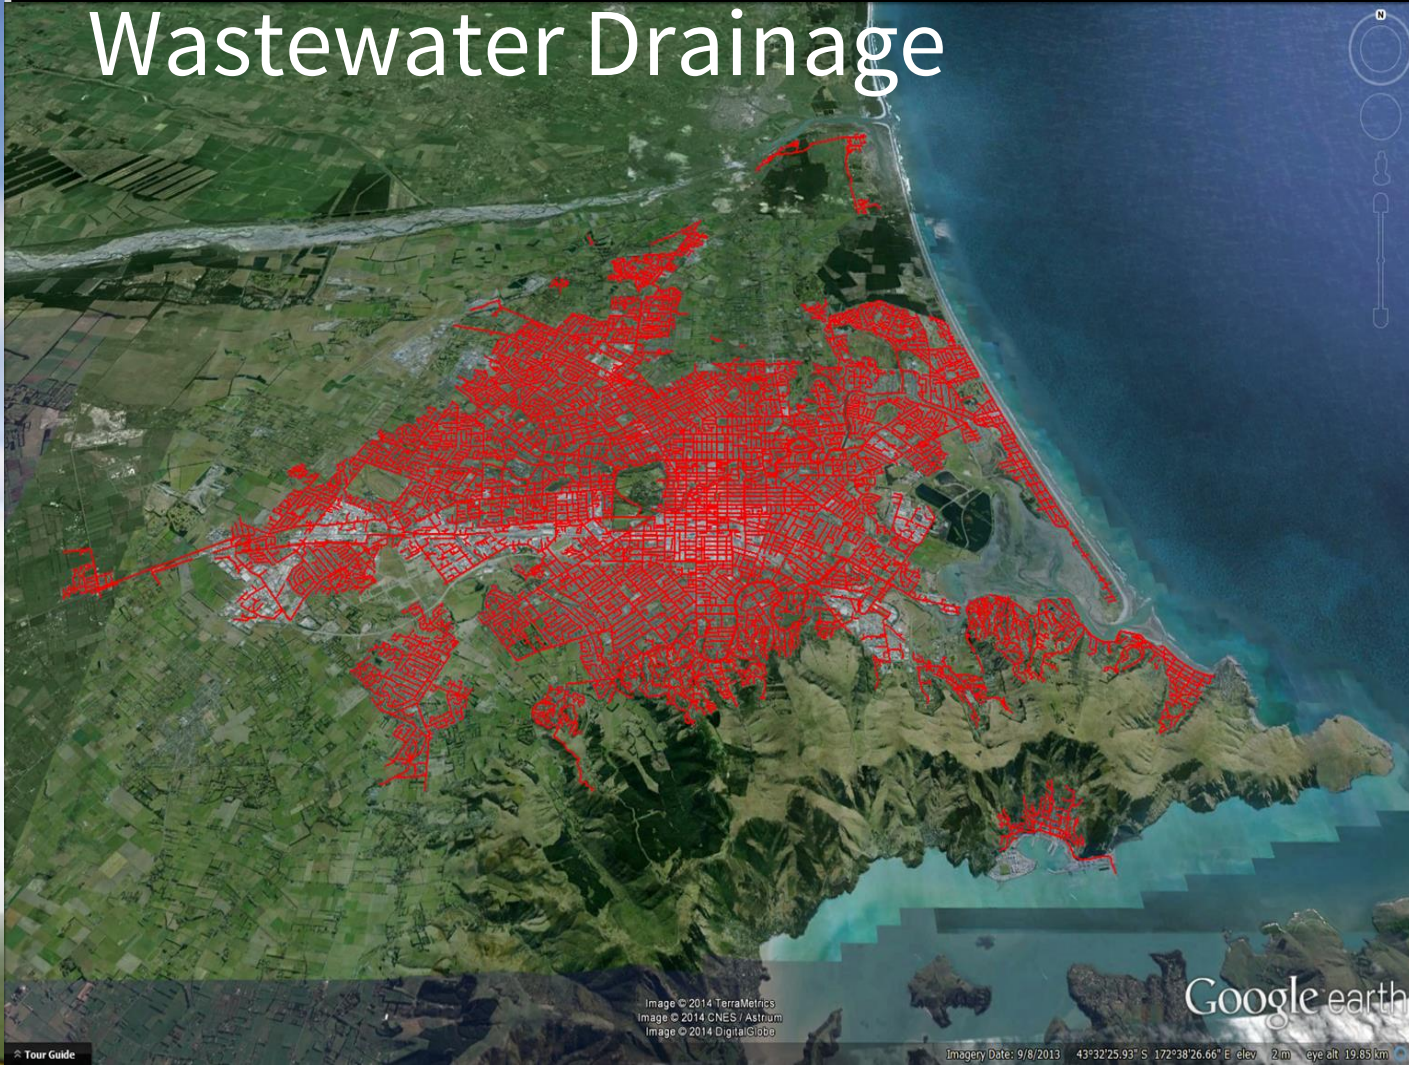 Wastewater Drainage
N
Image © 2014 TerraMetrics
Image © 2014 CNES / Astrium
Image © 2014 DigitalGlobe
Google earth
Tour Guide
Imagery Date: 9/8/2013 43°32'25.93" S 172°38'26.66" E elev 2 m eye alt 19.85 km